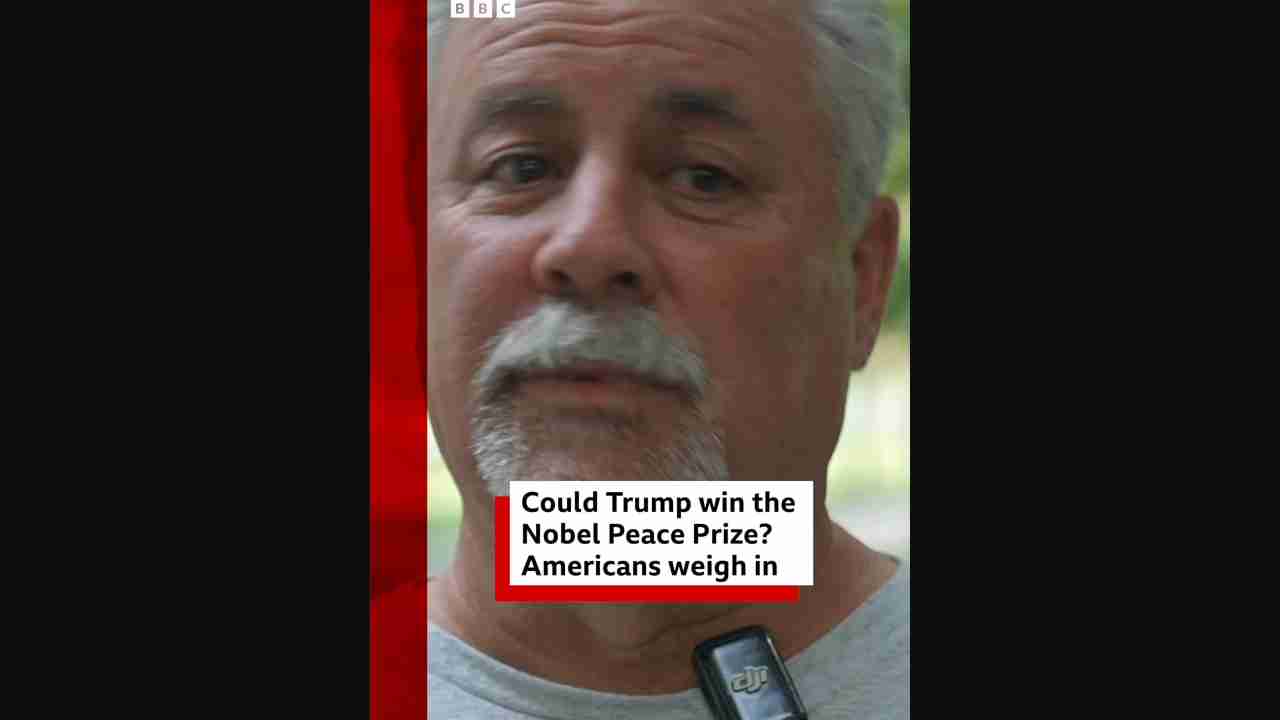 BBC
Could Trump win the
Nobel Peace Prize?
Americans weigh in
dji